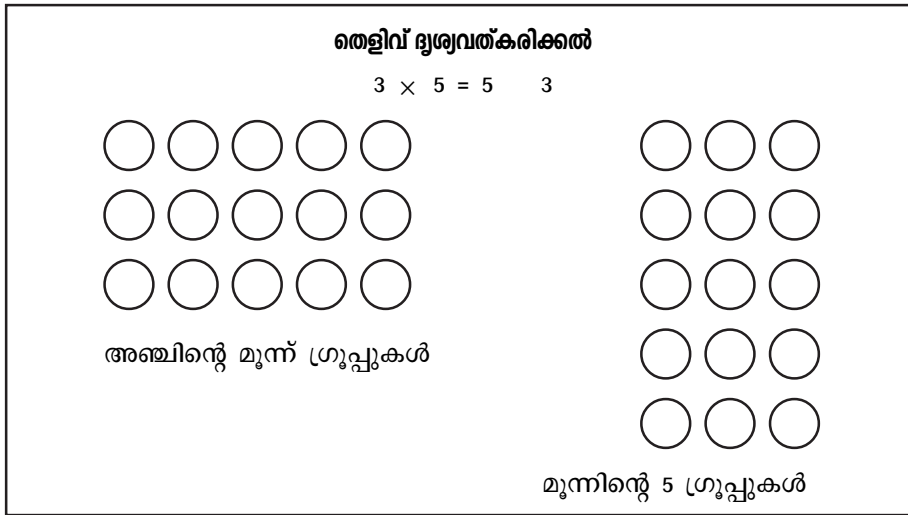 തെളിവ് ദൃശ്യവത്കരിക്കൽ
3 × 5 = 5 3
അഞ്ചിന്റെ മൂന്ന് ഗ്രൂപ്പുകൾ
മൂന്നിന്റെ 5 ഗ്രൂപ്പുകൾ